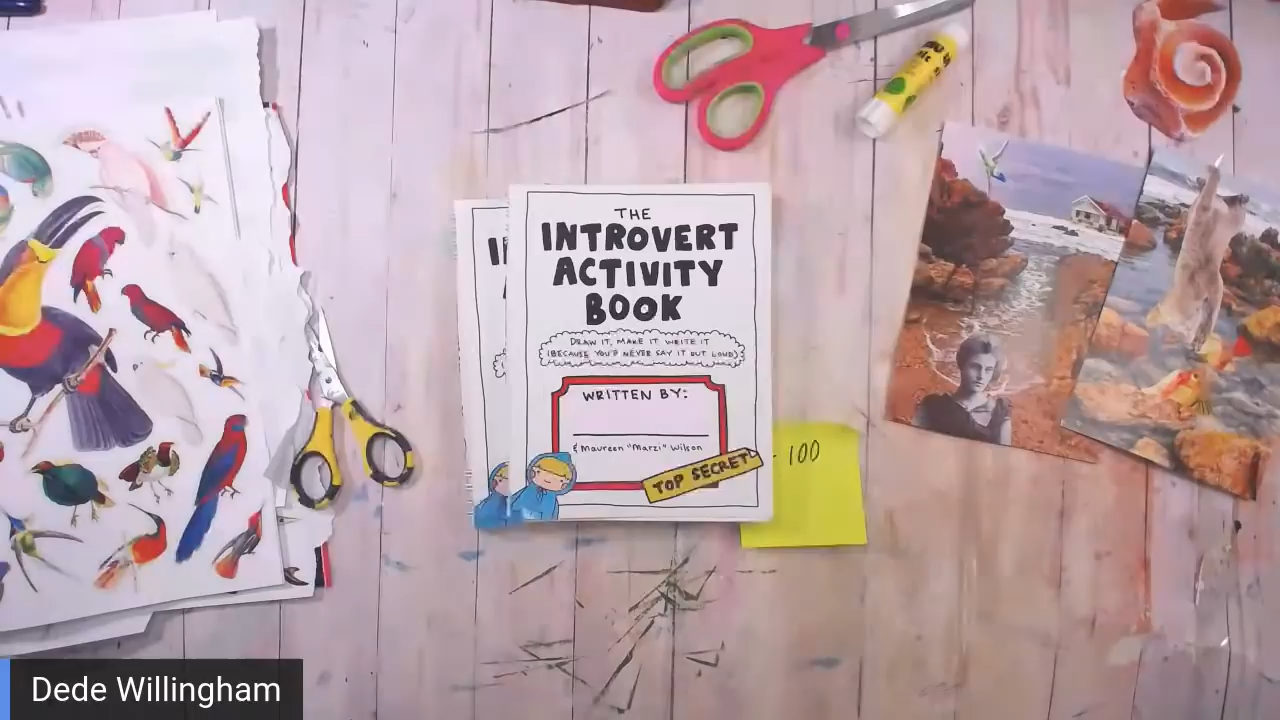 THE
INTROVERT
ACTIVITY
BOOK
DRAW IT, MAKE IT, WRITE IT
(BECAUSE YOU'D NEVER SAY IT OUT LOUD)
WRITTEN BY:
& Maureen "Marzi" Wilson
TOP SECRET!
- 100
Dede Willingham